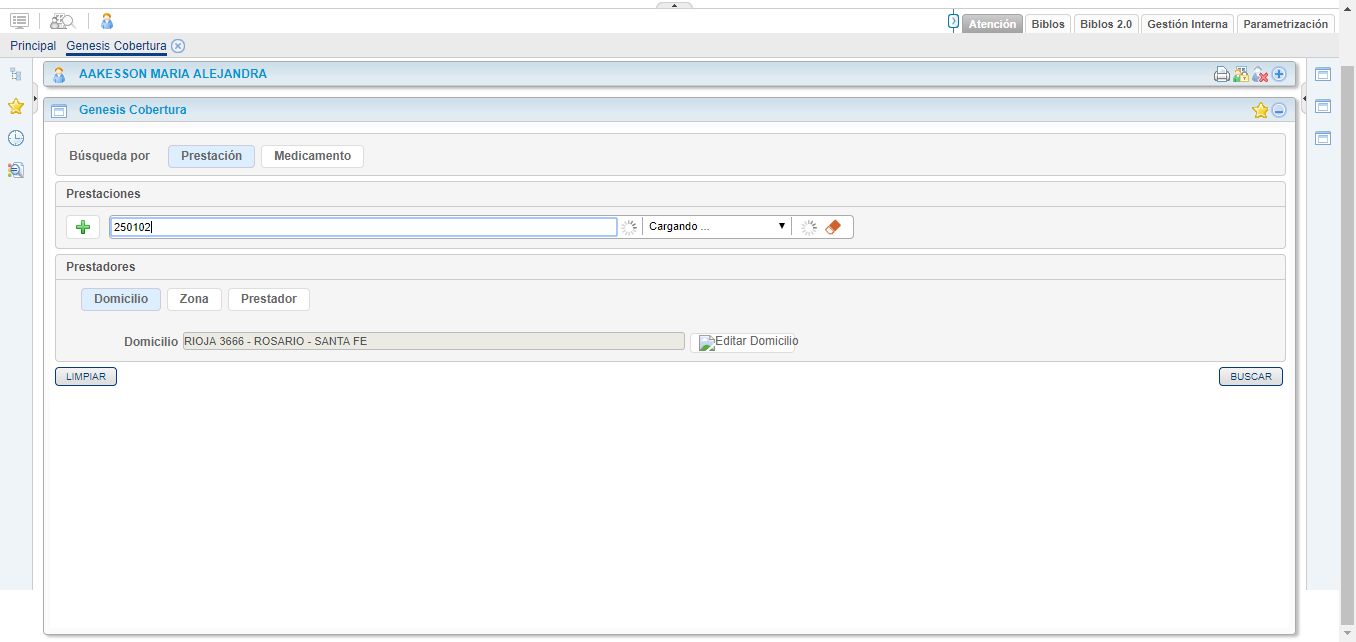 Atención Biblos Biblos 2.0 Gestión Interna Parametrización
Principal Genesis Cobertura
AAKESSON MARIA ALEJANDRA
Genesis Cobertura
Búsqueda por Prestación Medicamento
Prestaciones
250102 Cargando ...
Prestadores
Domicilio Zona Prestador
Domicilio RIOJA 3666 - ROSARIO - SANTA FE Editar Domicilio
LIMPIAR BUSCAR